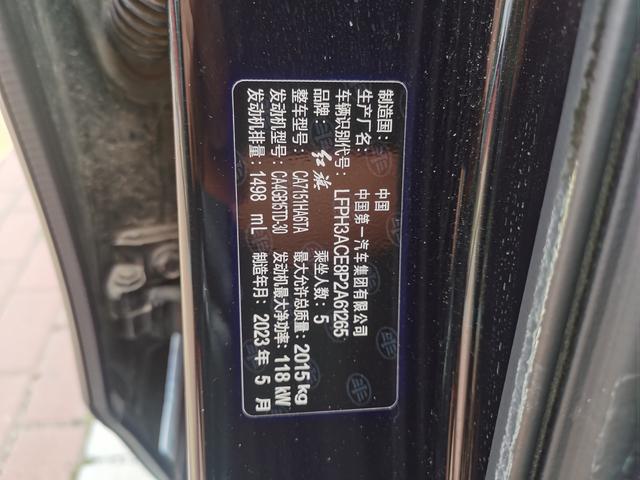 制造国: 中国
生产厂名: 中国第一汽车集团有限公司
车辆识别代号: LFPH3ACE8P2A61265
品牌: 红旗 乘坐人数: 5
整车型号: CA7151HA6TA 最大允许总质量: 2015 kg
发动机型号: CA4GB15TD-30 发动机最大净功率: 118 kW
发动机排量: 1498 mL 制造年月: 2023 年 5 月